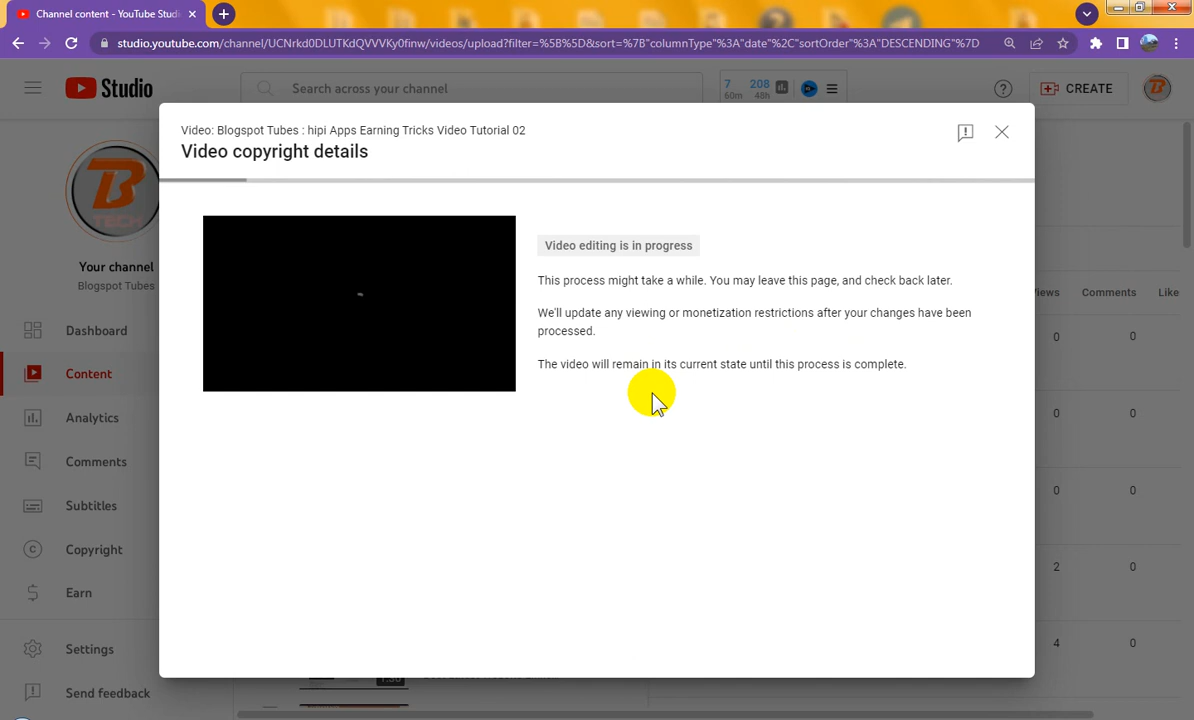 Channel content - YouTube Studi
studio.youtube.com/channel/UCNrkd0DLUTKdQVVVKy0finw/videos/upload?filter=%5B%5D&sort=%7B"columnType"%3A"date"%2C"sortOrder"%3A"DESCENDING"%7D
Studio
Search across your channel
7 208
60m 48h
CREATE
Video: Blogspot Tubes : hipi Apps Earning Tricks Video Tutorial 02
Video copyright details
Video editing is in progress
This process might take a while. You may leave this page, and check back later.
We'll update any viewing or monetization restrictions after your changes have been
processed.
The video will remain in its current state until this process is complete.
B
TECH
Your channel
Blogspot Tubes
Dashboard
Content
Analytics
Comments
Subtitles
Copyright
Earn
Settings
Send feedback
Views Comments Like
0 0
0 0
0 0
2 0
4 0
1:30